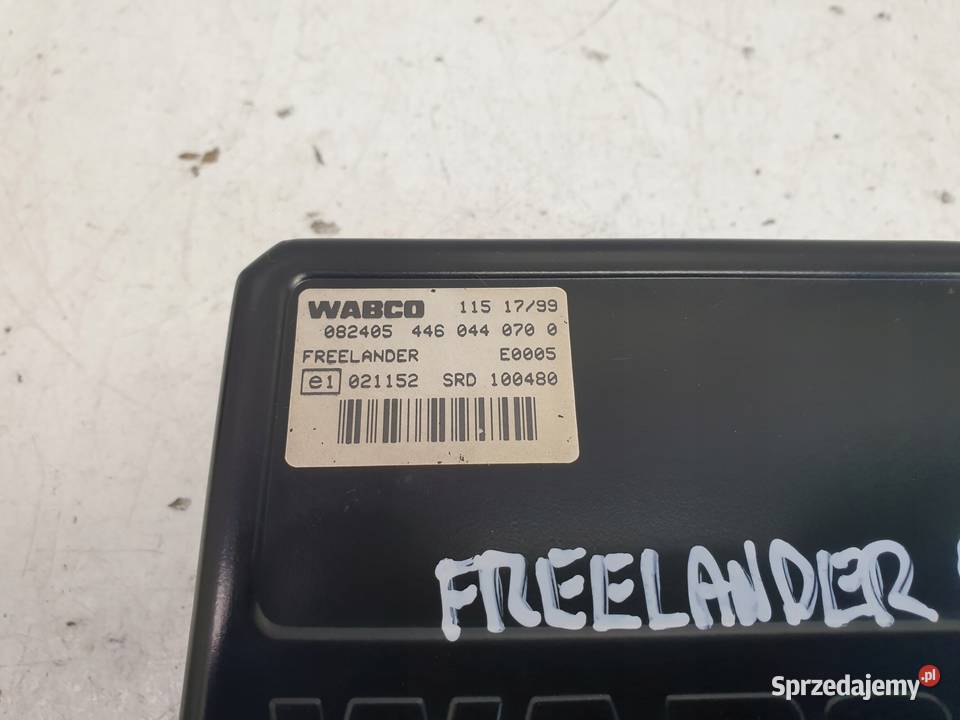 WABCO 115 17/99
082405 446 044 070 0
FREELANDER E0005
e1 021152 SRD 100480
FREELANDER
Sprzedajemy.pl